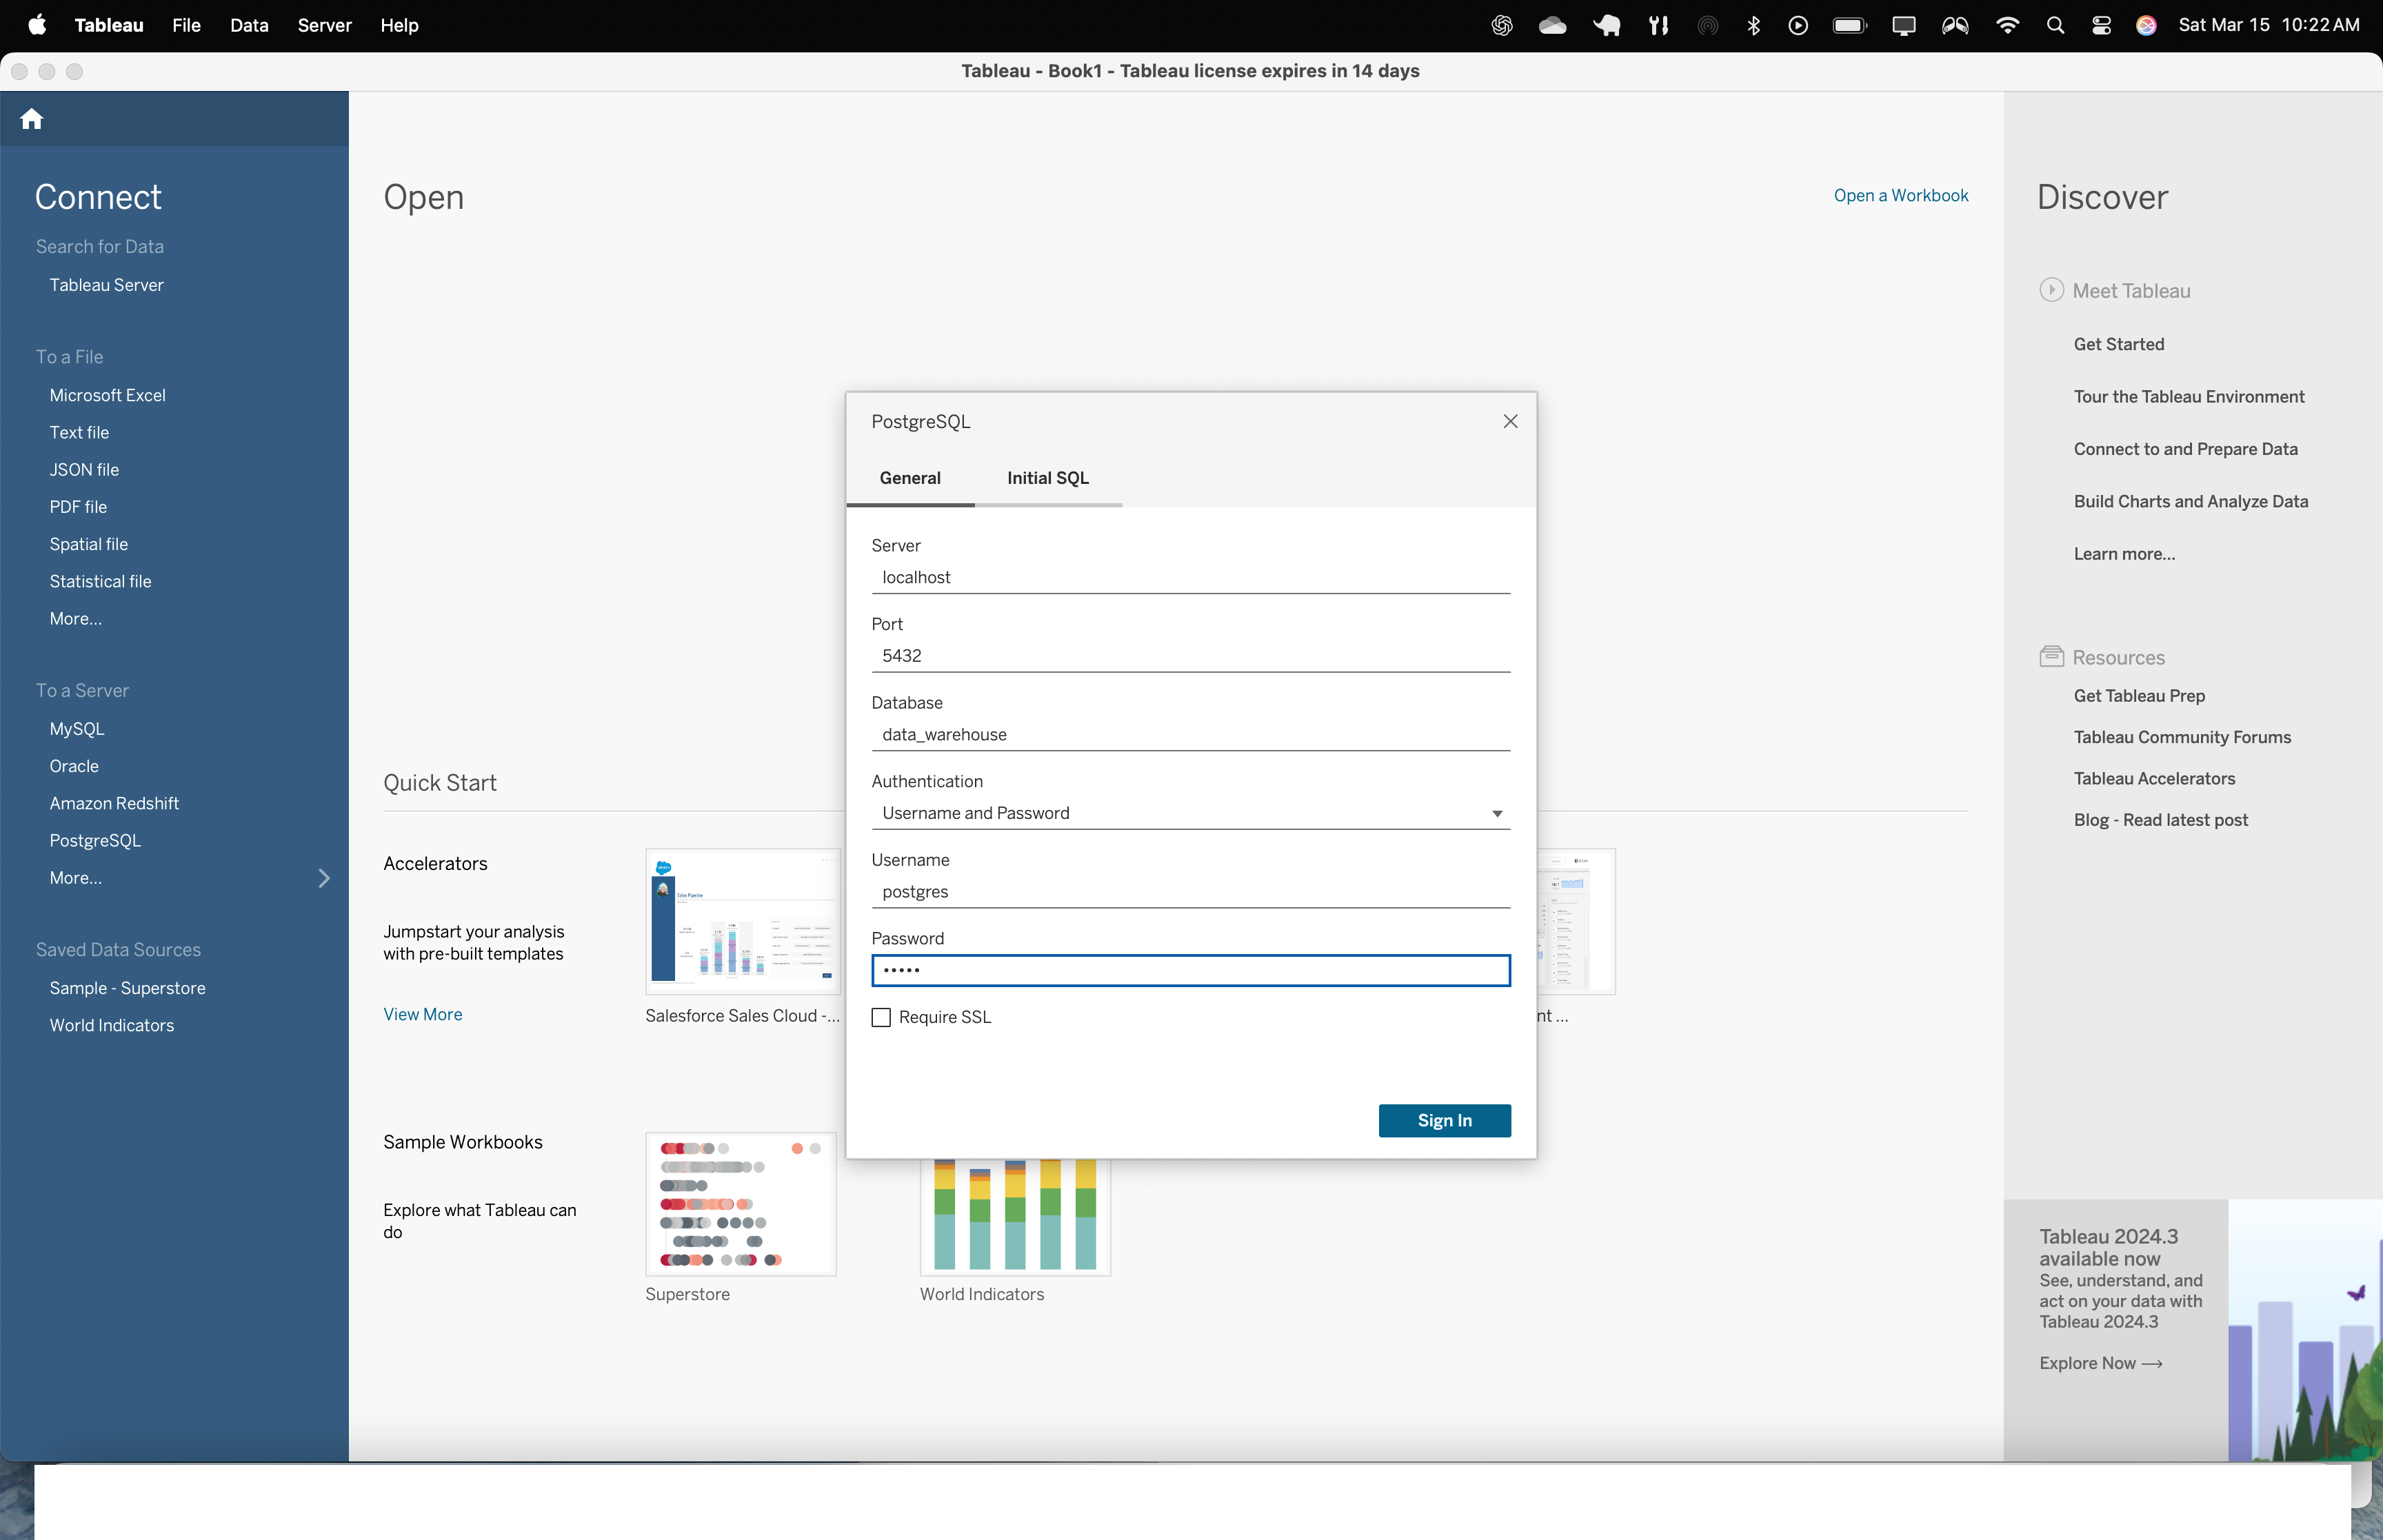 Tableau File Data Server Help
Sat Mar 15 10:22 AM
Tableau - Book1 - Tableau license expires in 14 days
Connect
Search for Data
Tableau Server
To a File
Microsoft Excel
Text file
JSON file
PDF file
Spatial file
Statistical file
More...
To a Server
MySQL
Oracle
Amazon Redshift
PostgreSQL
More...
Saved Data Sources
Sample - Superstore
World Indicators
Open
Open a Workbook
Quick Start
Accelerators
Jumpstart your analysis
with pre-built templates
View More
Sales Pipeline
Salesforce Sales Cloud -...
nt ...
Sample Workbooks
Explore what Tableau can
do
Superstore
World Indicators
PostgreSQL
General
Initial SQL
Server
localhost
Port
5432
Database
data_warehouse
Authentication
Username and Password
Username
postgres
Password
•••••
Require SSL
Sign In
Discover
Meet Tableau
Get Started
Tour the Tableau Environment
Connect to and Prepare Data
Build Charts and Analyze Data
Learn more...
Resources
Get Tableau Prep
Tableau Community Forums
Tableau Accelerators
Blog - Read latest post
Tableau 2024.3
available now
See, understand, and
act on your data with
Tableau 2024.3
Explore Now →